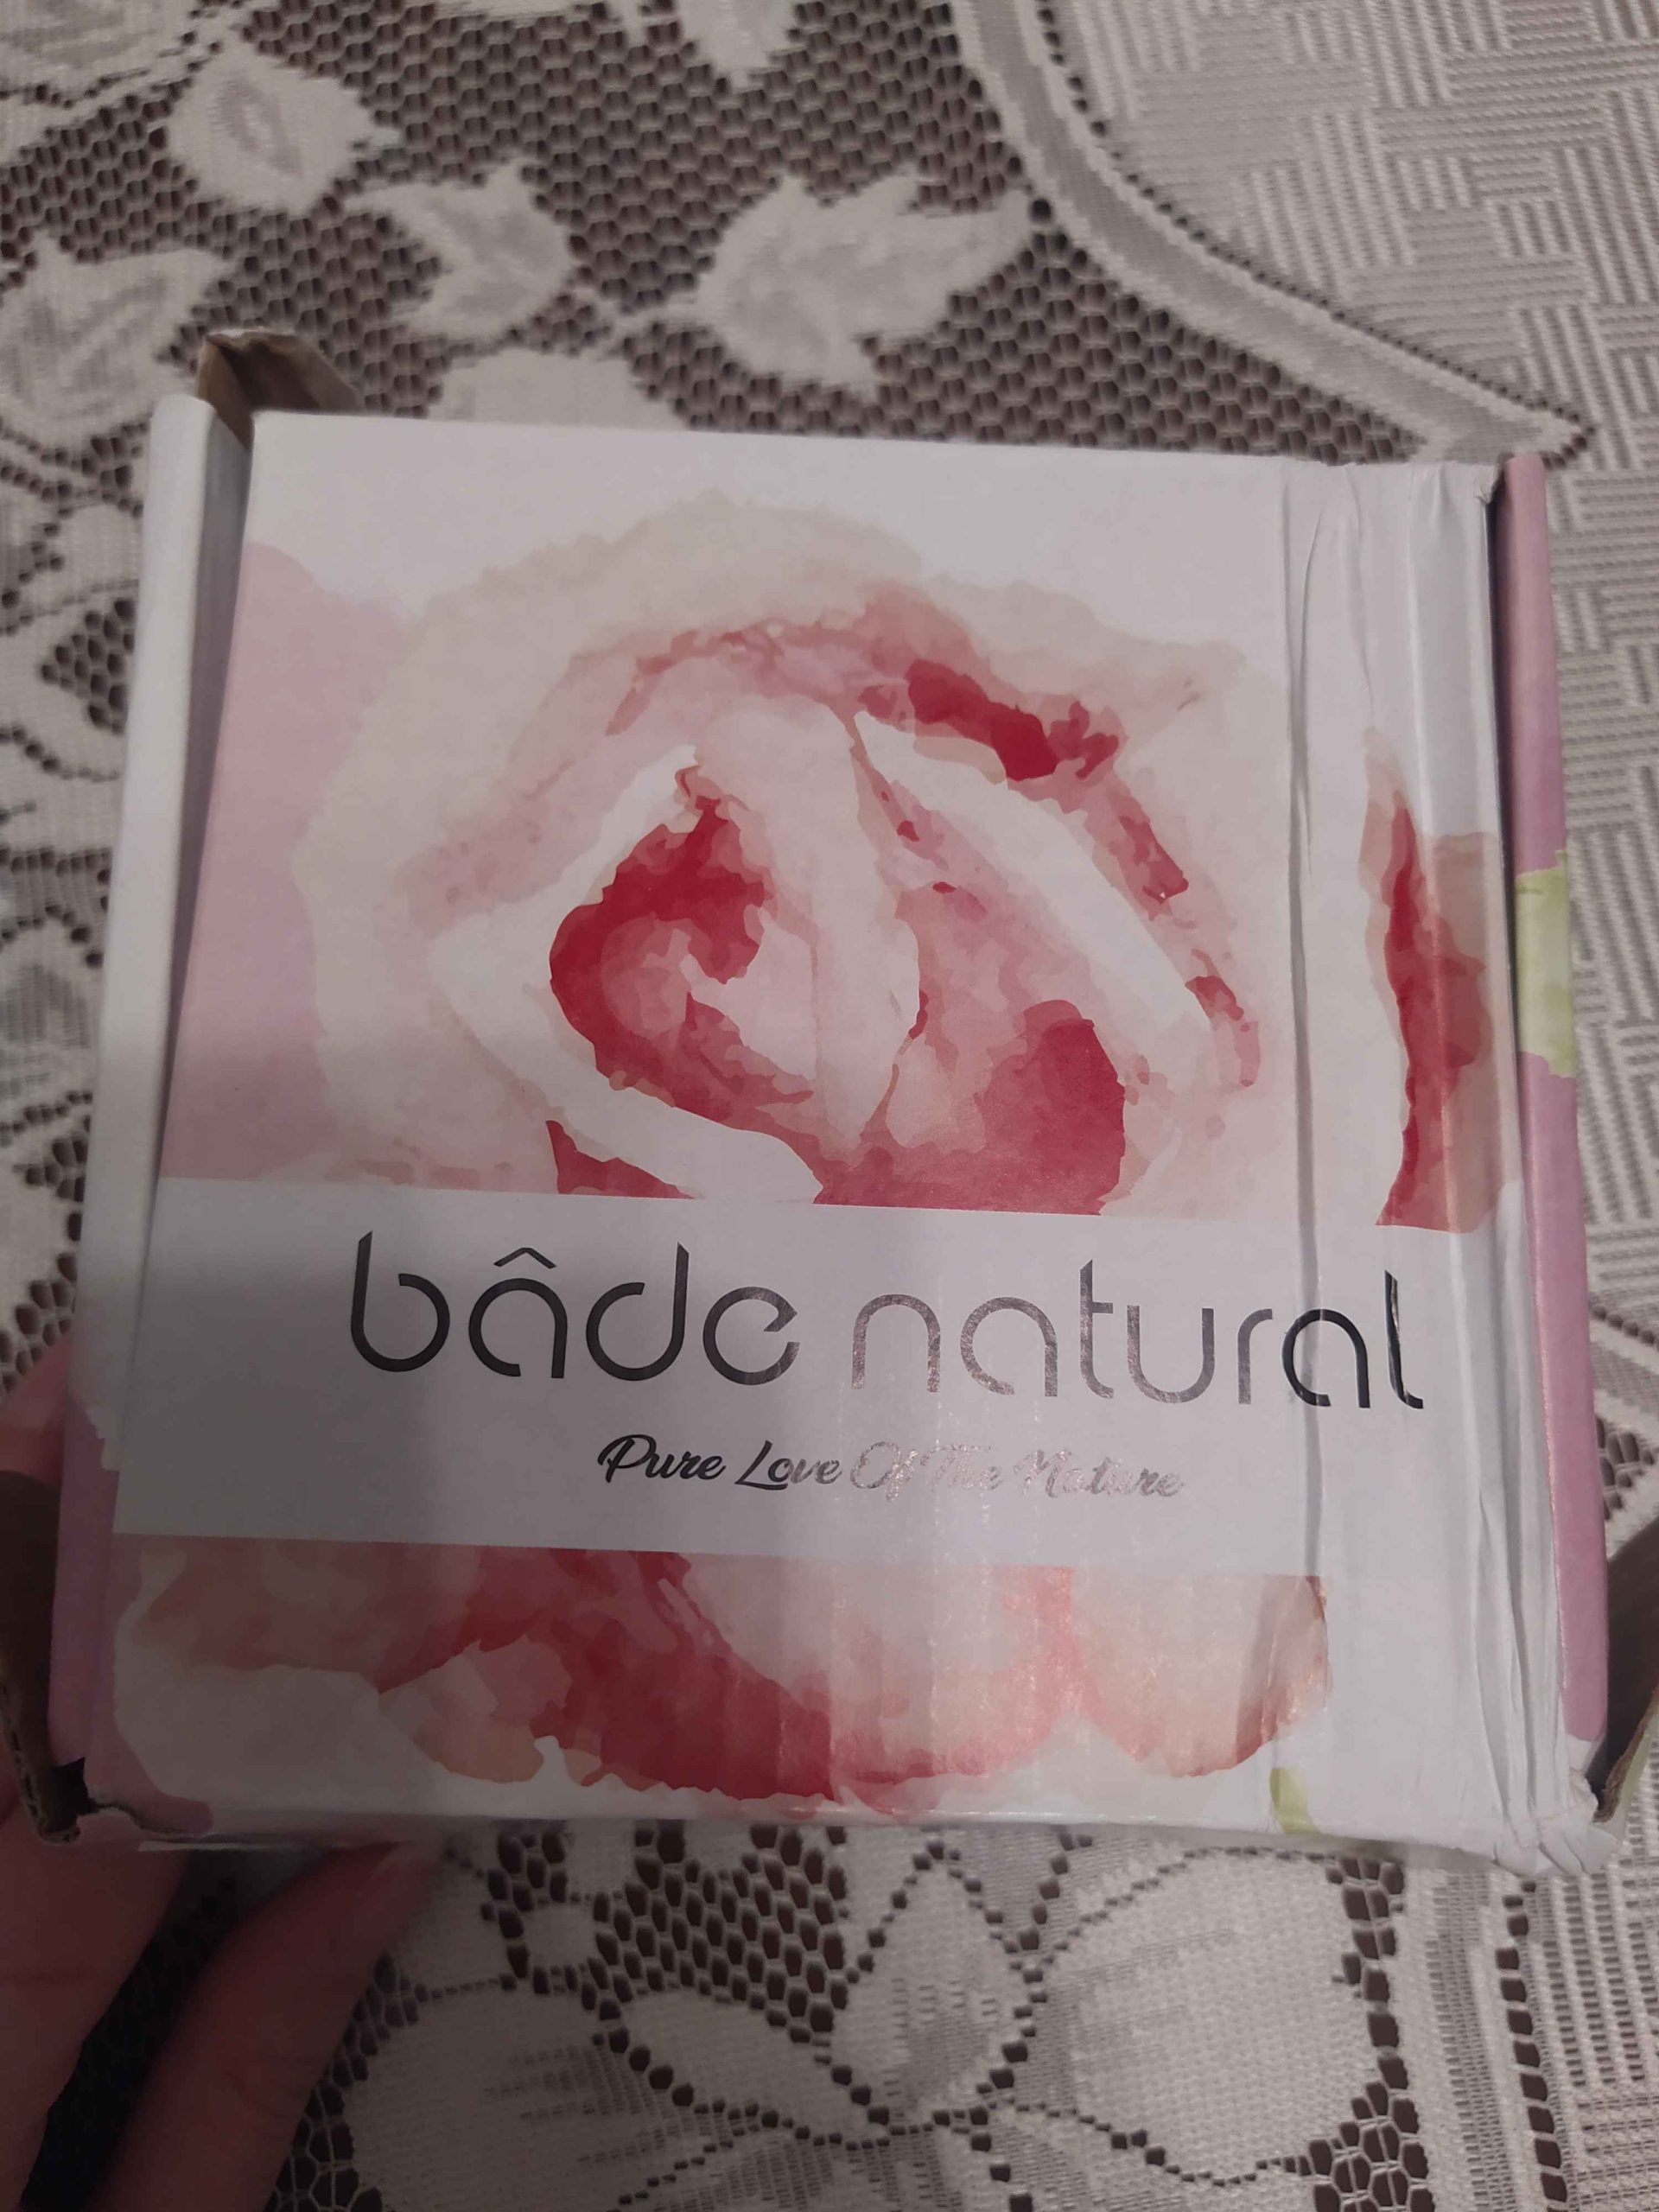 bâde natural
Pure Love Of The Nature